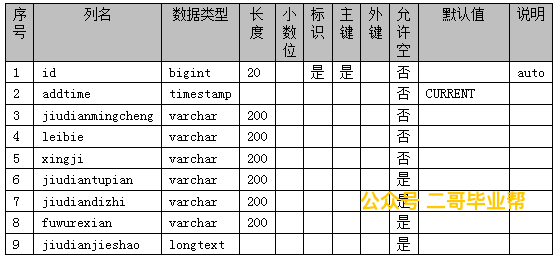 序号 列名 数据类型 长度 小数位 标识 主键 外键 允许空 默认值 说明
1 id bigint 20 是 是 否 auto
2 addtime timestamp 否 CURRENT
3 jiudianmingcheng varchar 200 否
4 leibie varchar 200 否
5 xingji varchar 200 否
6 jiudiantupian varchar 200 是
7 jiudiandizhi varchar 200 是
公众号 二哥毕业帮
8 fuwurexian varchar 200 是
9 jiudianjieshao longtext 是